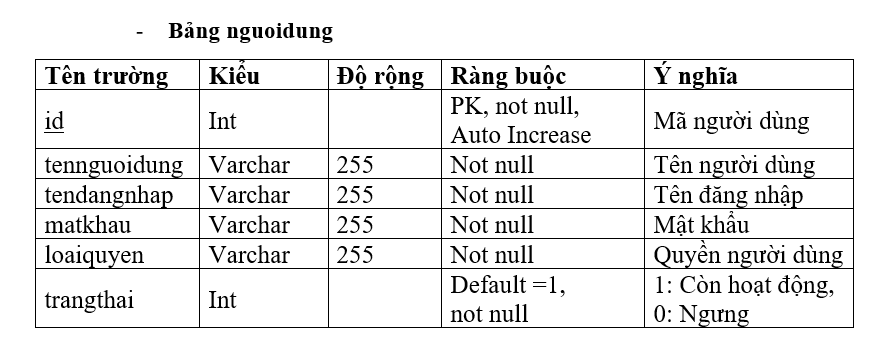 - Bảng nguoidung
Tên trường Kiểu Độ rộng Ràng buộc Ý nghĩa
id Int PK, not null, Auto Increase Mã người dùng
tennguoidung Varchar 255 Not null Tên người dùng
tendangnhap Varchar 255 Not null Tên đăng nhập
matkhau Varchar 255 Not null Mật khẩu
loaiquyen Varchar 255 Not null Quyền người dùng
trangthai Int Default =1, not null 1: Còn hoạt động, 0: Ngưng